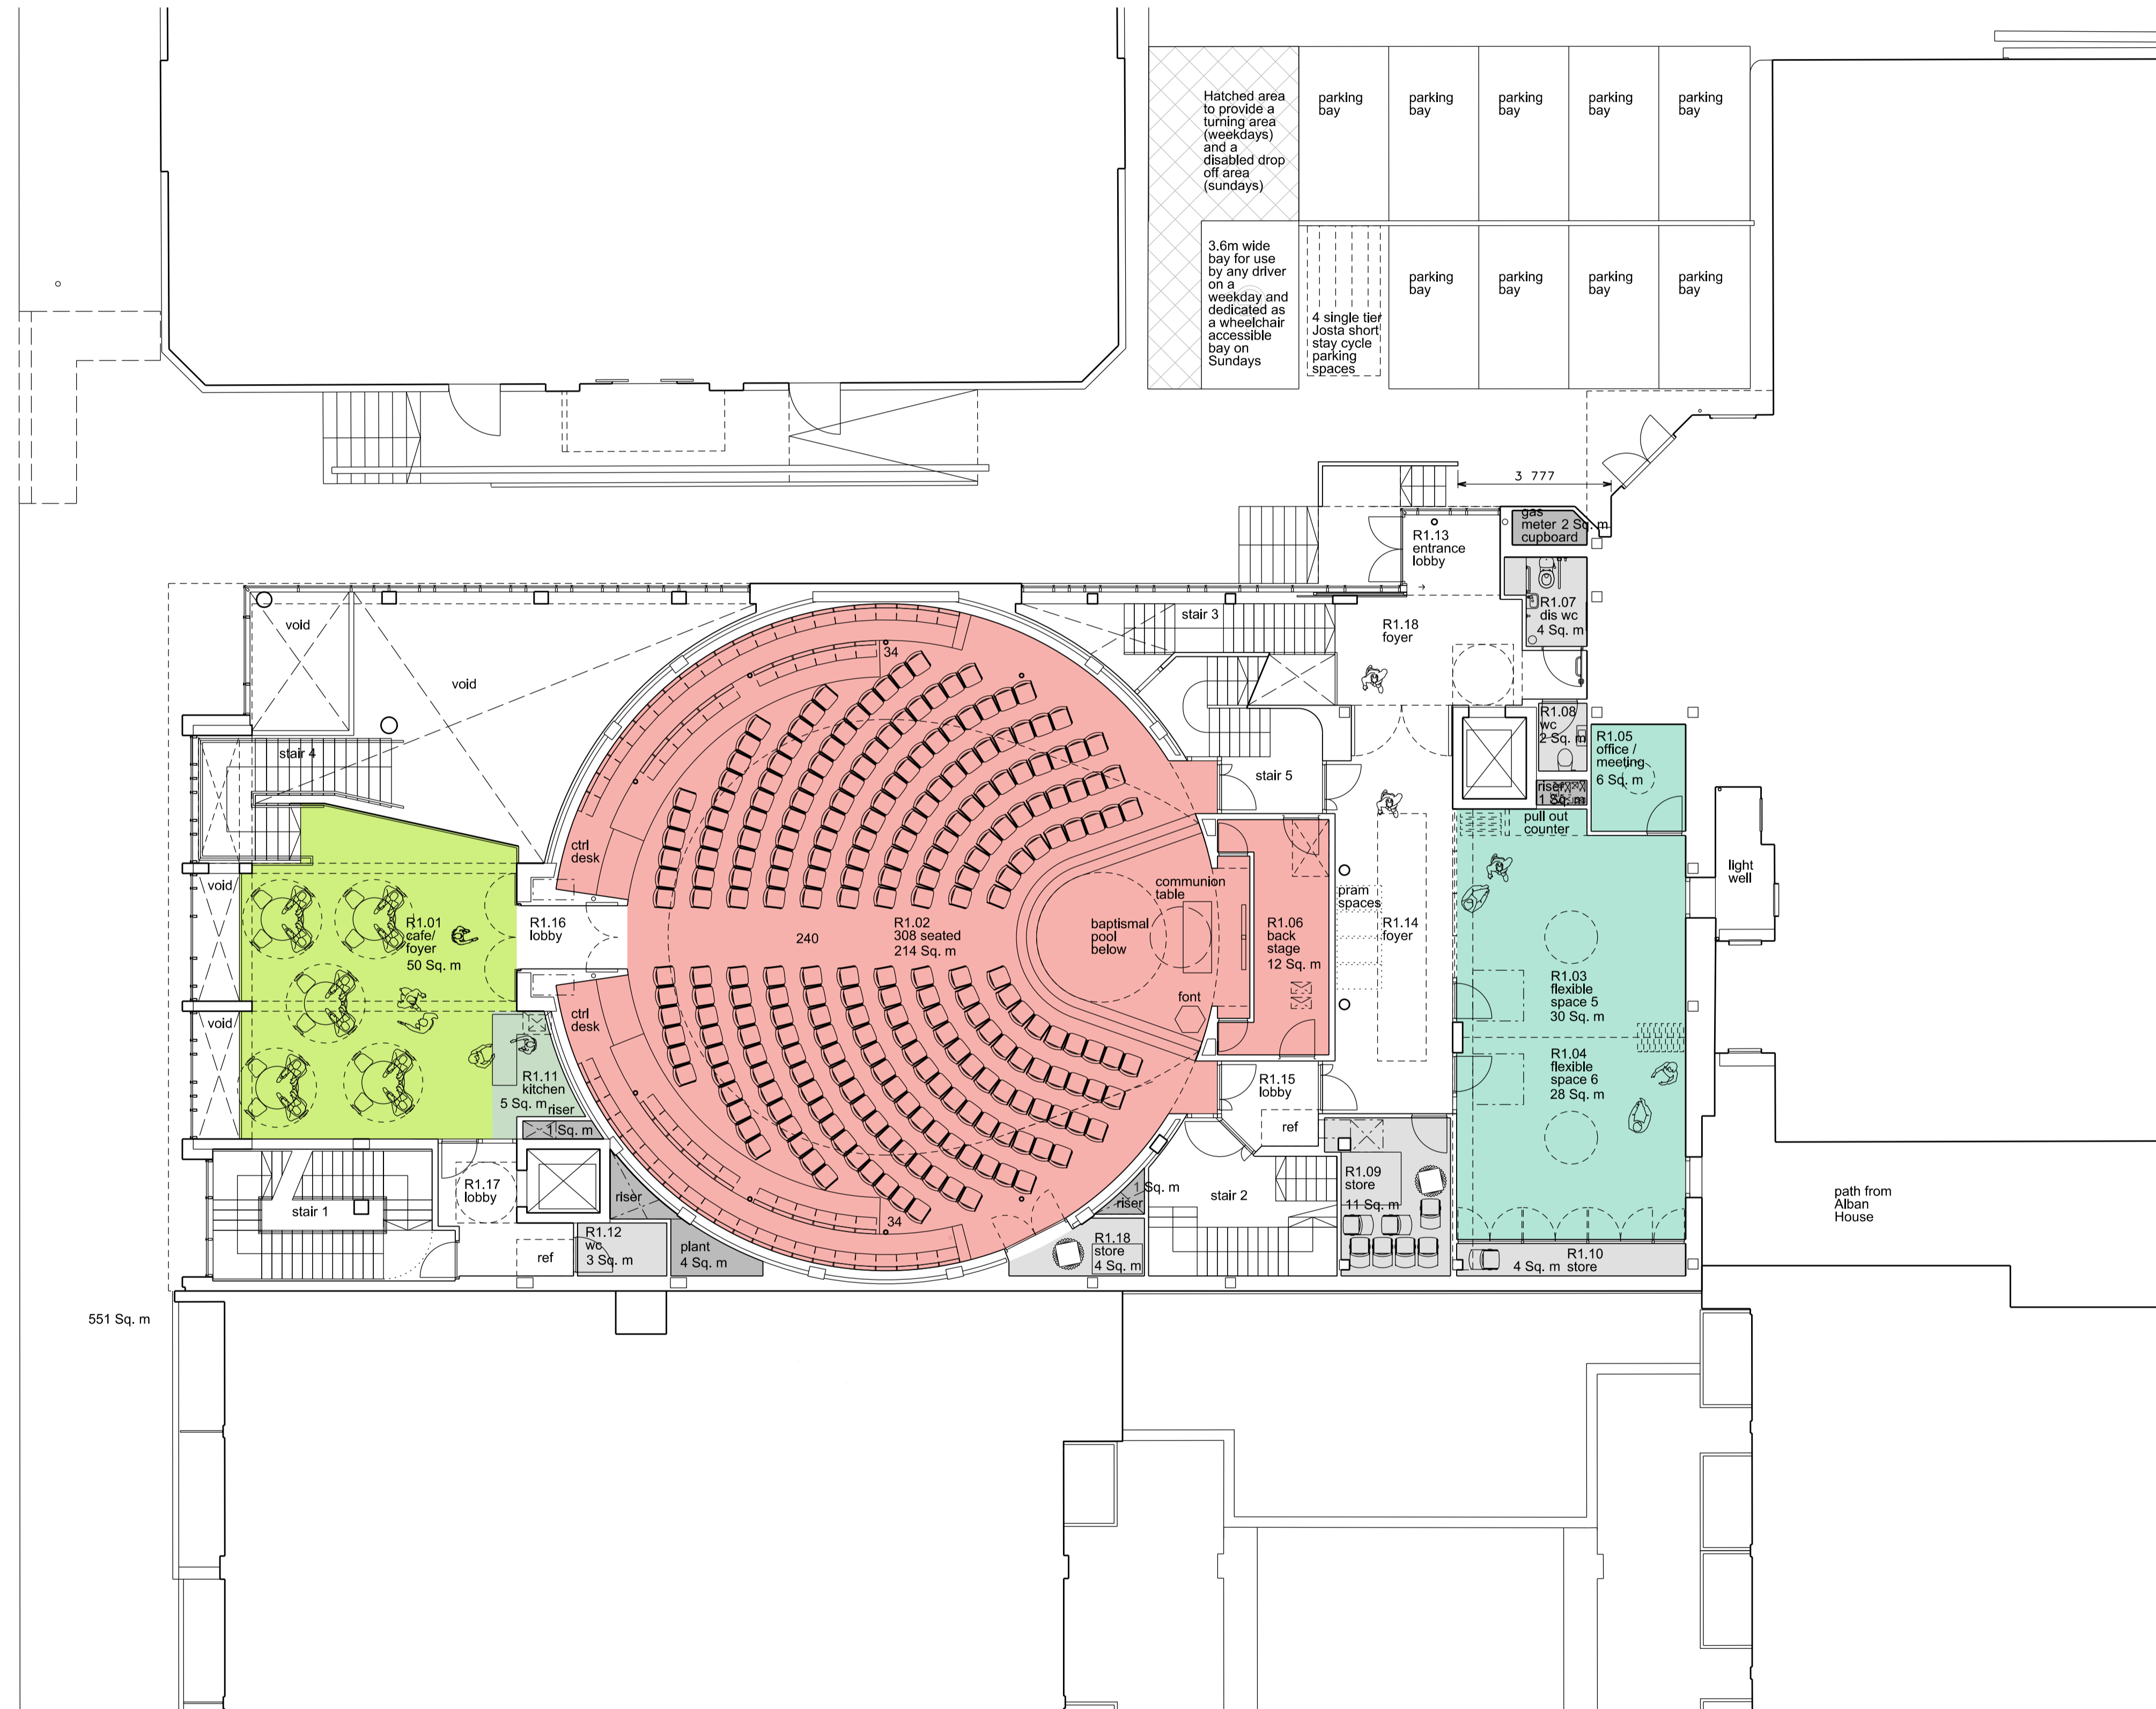 Hatched area
to provide a
turning area
(weekdays)
and a
disabled drop
off area
(sundays)
parking
bay
parking
bay
parking
bay
parking
bay
parking
bay
3.6m wide
bay for use
by any driver
on a
weekday and
dedicated as
a wheelchair
accessible
bay on
Sundays
4 single tier
Josta short
stay cycle
parking
spaces
parking
bay
parking
bay
parking
bay
parking
bay
3 777
gas
meter 2 Sq. m
cupboard
R1.13
entrance
lobby
R1.07
dis wc
4 Sq. m
stair 3
R1.18
foyer
void
void
34
R1.08
wc
2 Sq. m
R1.05
office /
meeting
6 Sq. m
stair 4
stair 5
riser
1 Sq. m
pull out
counter
ctrl
desk
light
well
void
communion
table
pram
spaces
R1.01
cafe/
foyer
50 Sq. m
R1.16
lobby
240
R1.02
308 seated
214 Sq. m
baptismal
pool
below
R1.06
back
stage
12 Sq. m
R1.14
foyer
R1.03
flexible
space 5
30 Sq. m
font
void
ctrl
desk
R1.11
kitchen
5 Sq. m
riser
1 Sq. m
R1.15
lobby
ref
R1.04
flexible
space 6
28 Sq. m
R1.17
lobby
stair 1
riser
34
1 Sq. m
riser
stair 2
R1.09
store
11 Sq. m
path from
Alban
House
ref
R1.12
wc
3 Sq. m
plant
4 Sq. m
R1.18
store
4 Sq. m
R1.10
4 Sq. m store
551 Sq. m